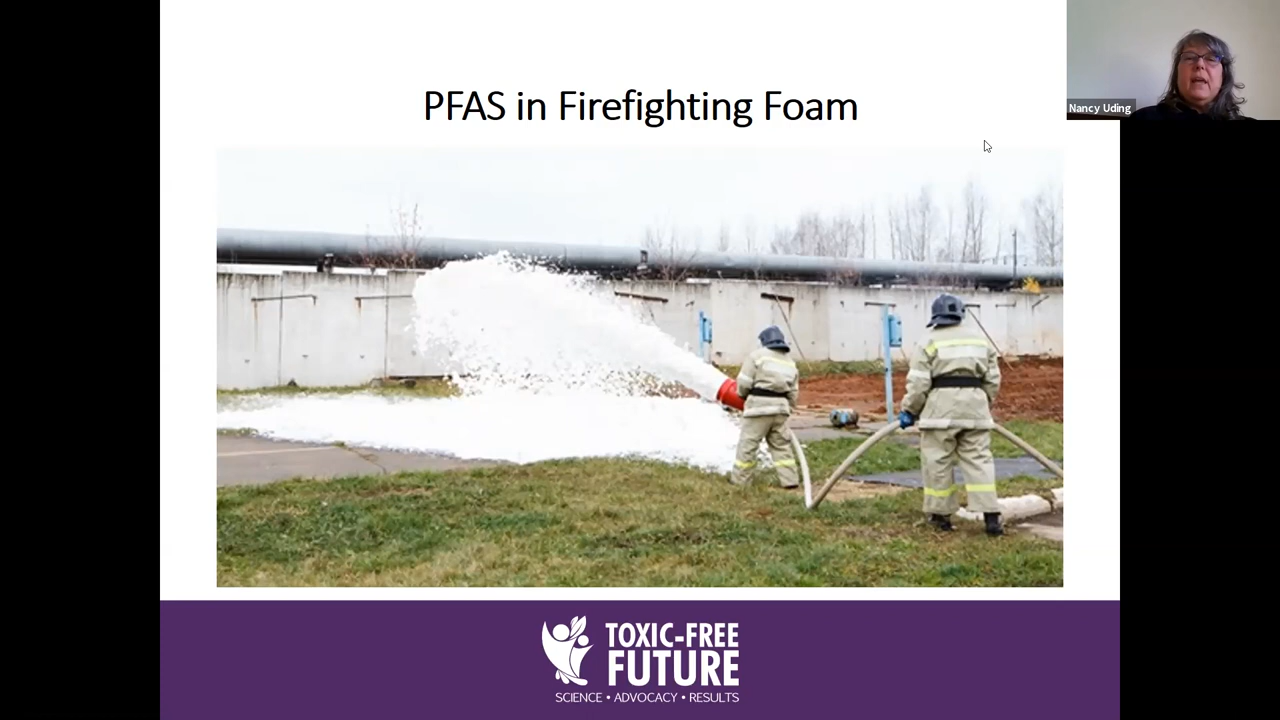 PFAS in Firefighting Foam
Nancy Uding
TOXIC-FREE
FUTURE
SCIENCE • ADVOCACY • RESULTS